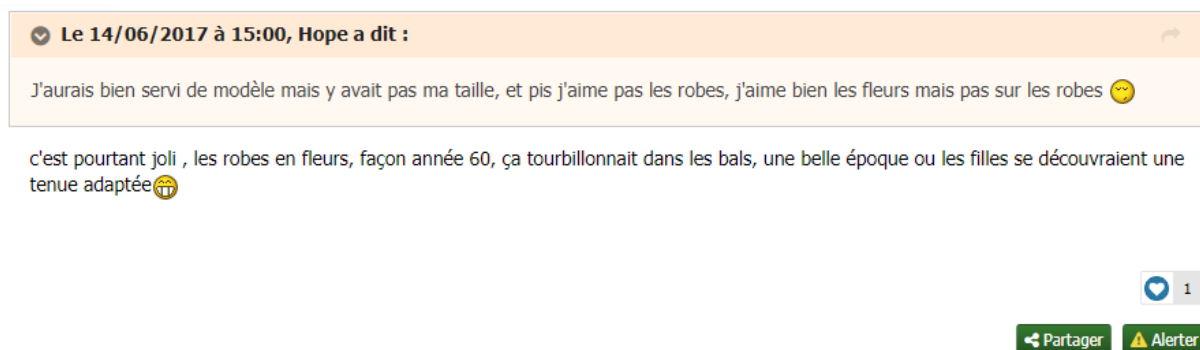 Le 14/06/2017 à 15:00, Hope a dit :
J'aurais bien servi de modèle mais y avait pas ma taille, et pis j'aime pas les robes, j'aime bien les fleurs mais pas sur les robes
c'est pourtant joli , les robes en fleurs, façon année 60, ça tourbillonnait dans les bals, une belle époque ou les filles se découvraient une
tenue adaptée
1
Partager Alerter